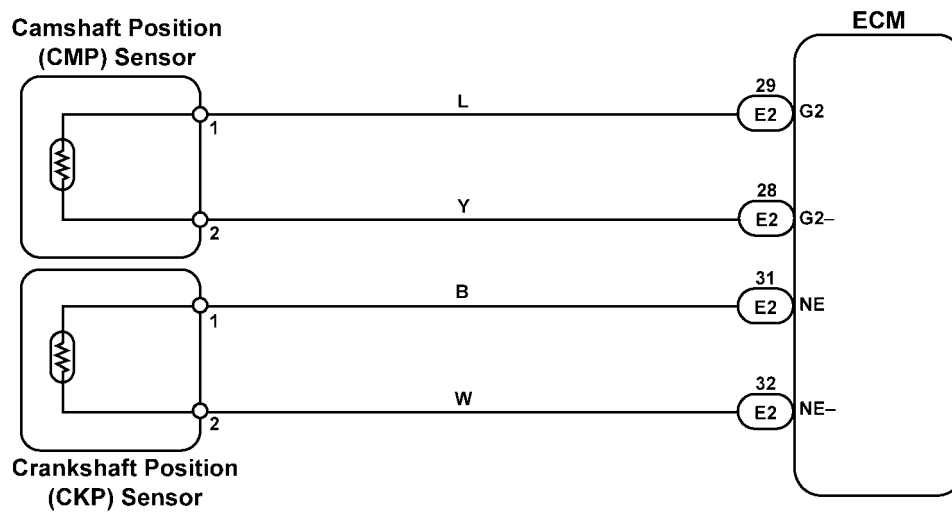 Camshaft Position
(CMP) Sensor
ECM
1
L
29
E2
G2
2
Y
28
E2
G2–
1
B
31
E2
NE
2
W
32
E2
NE–
Crankshaft Position
(CKP) Sensor